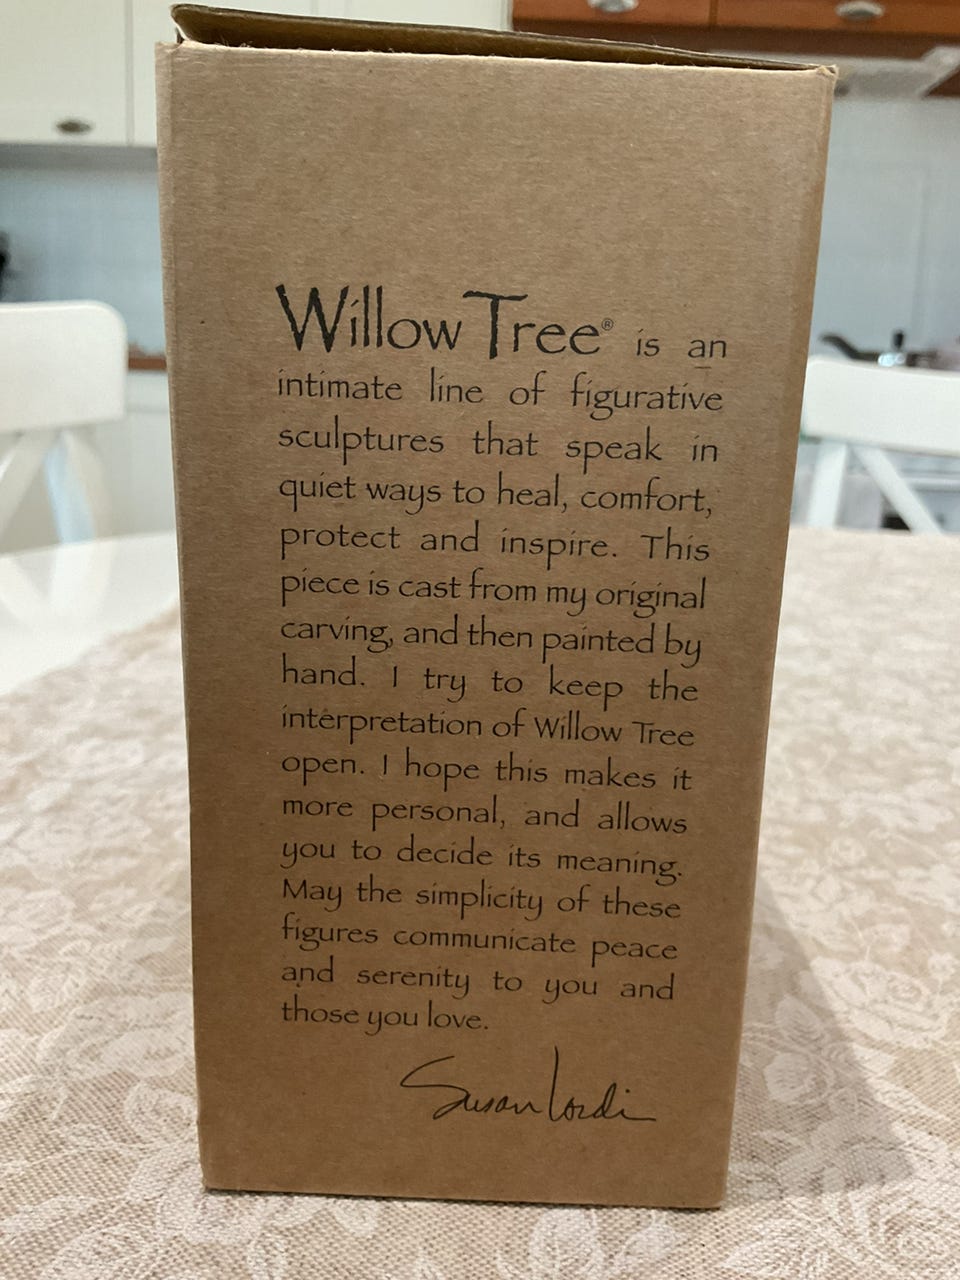 Willow Tree® is an
intimate line of figurative
sculptures that speak in
quiet ways to heal, comfort,
protect and inspire. This
piece is cast from my original
carving, and then painted by
hand. I try to keep the
interpretation of Willow Tree
open. I hope this makes it
more personal, and allows
you to decide its meaning.
May the simplicity of these
figures communicate peace
and serenity to you and
those you love.
Susan Lordi